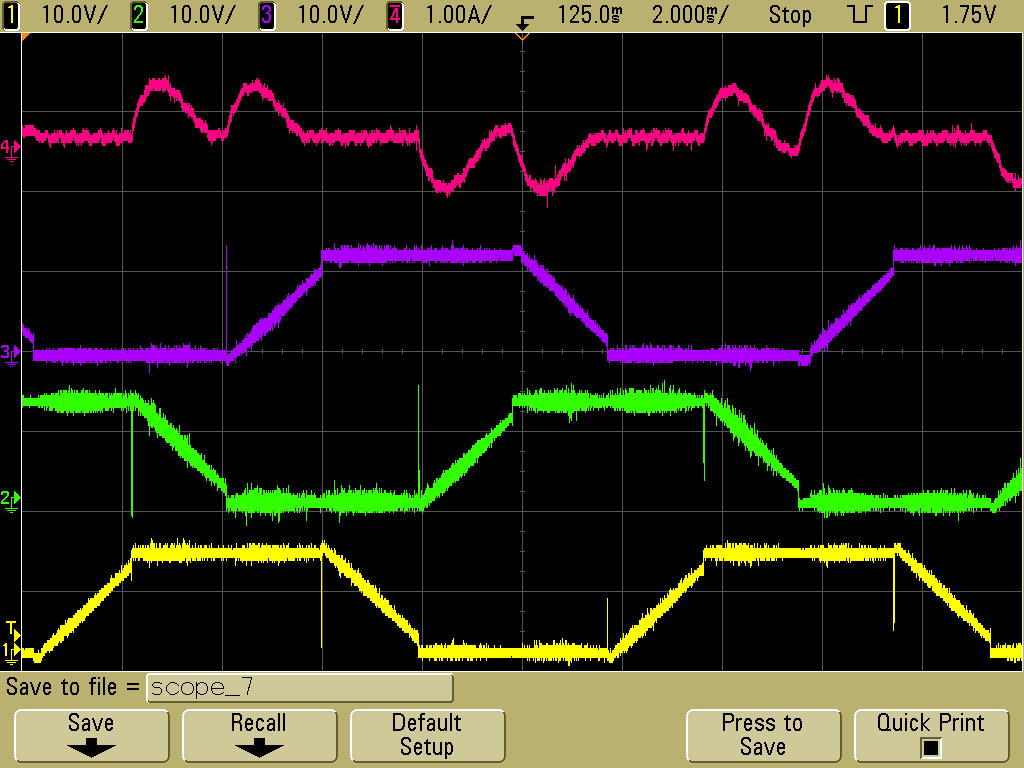 1 10.0V/ 2 10.0V/ 3 10.0V/ 4 1.00A/ 125.0ms 2.000ms/ Stop 1 1.75V
4
3
2
T
1
Save to file = scope_7
Save Recall Default Setup Press to Save Quick Print